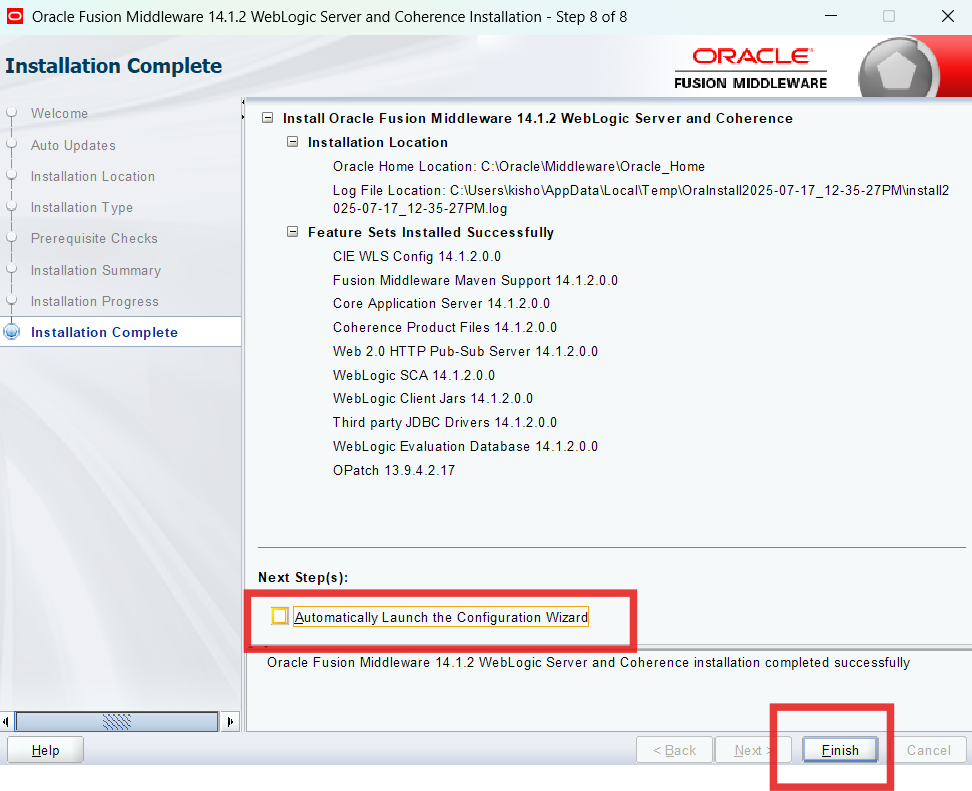 Oracle Fusion Middleware 14.1.2 WebLogic Server and Coherence Installation - Step 8 of 8
Installation Complete
ORACLE
FUSION MIDDLEWARE
Welcome
Auto Updates
Installation Location
Installation Type
Prerequisite Checks
Installation Summary
Installation Progress
Installation Complete
Install Oracle Fusion Middleware 14.1.2 WebLogic Server and Coherence
Installation Location
Oracle Home Location: C:\Oracle\Middleware\Oracle_Home
Log File Location: C:\Users\kisho\AppData\Local\Temp\OraInstall2025-07-17_12-35-27PM\install2
025-07-17_12-35-27PM.log
Feature Sets Installed Successfully
CIE WLS Config 14.1.2.0.0
Fusion Middleware Maven Support 14.1.2.0.0
Core Application Server 14.1.2.0.0
Coherence Product Files 14.1.2.0.0
Web 2.0 HTTP Pub-Sub Server 14.1.2.0.0
WebLogic SCA 14.1.2.0.0
WebLogic Client Jars 14.1.2.0.0
Third party JDBC Drivers 14.1.2.0.0
WebLogic Evaluation Database 14.1.2.0.0
OPatch 13.9.4.2.17
Next Step(s):
Automatically Launch the Configuration Wizard
Oracle Fusion Middleware 14.1.2 WebLogic Server and Coherence installation completed successfully
Help
< Back
Next >
Finish
Cancel